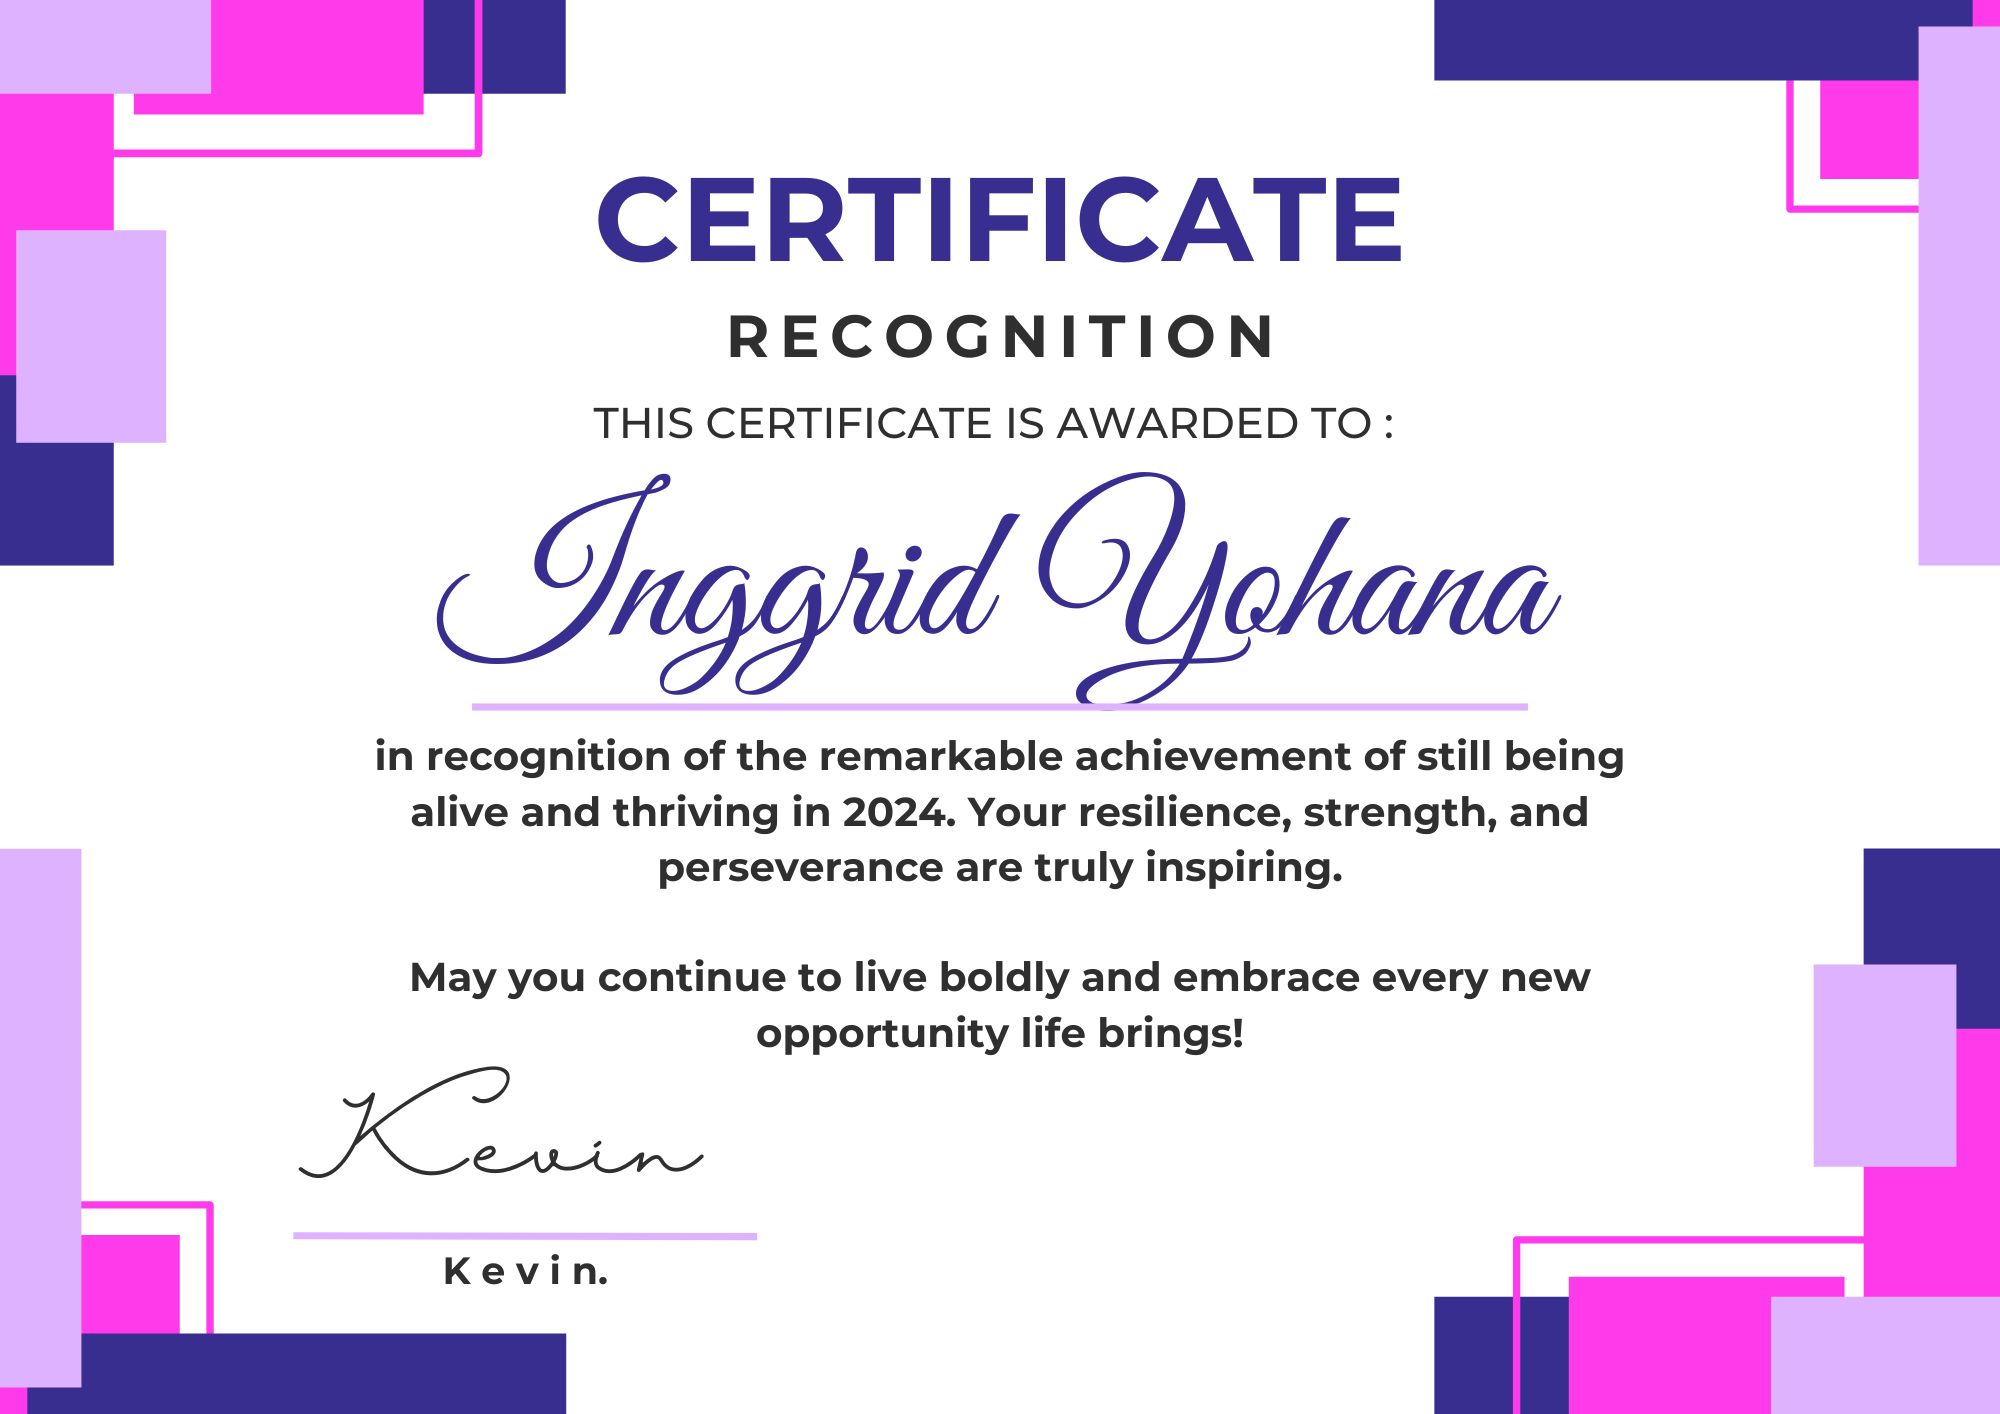 CERTIFICATE
RECOGNITION
THIS CERTIFICATE IS AWARDED TO :
Inggrid Yohana
in recognition of the remarkable achievement of still being
alive and thriving in 2024. Your resilience, strength, and
perseverance are truly inspiring.
May you continue to live boldly and embrace every new
opportunity life brings!
Kevin
Kevin.